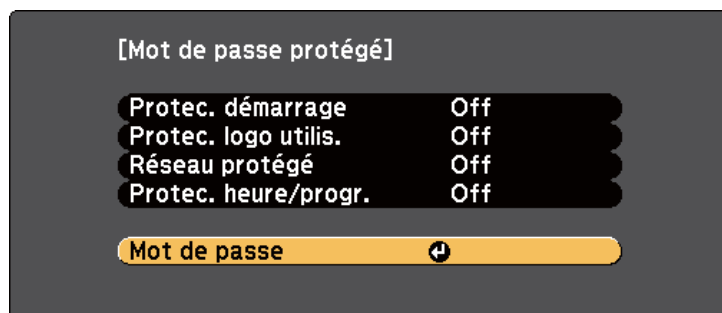 [Mot de passe protégé]
Protec. démarrage Off
Protec. logo utilis. Off
Réseau protégé Off
Protec. heure/progr. Off
Mot de passe